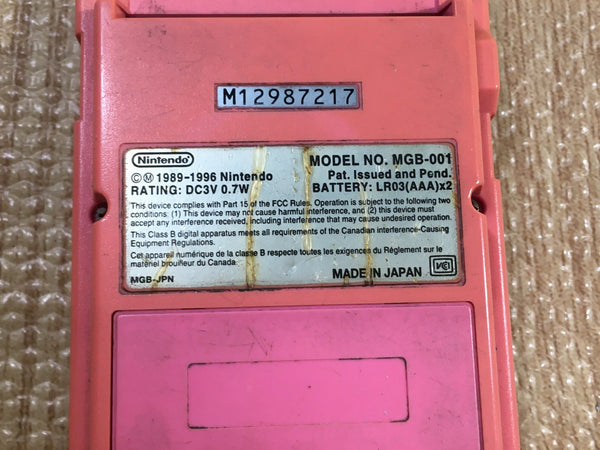 M12987217
Nintendo
©Ⓜ 1989-1996 Nintendo
RATING: DC3V 0.7W
MODEL NO. MGB-001
Pat. Issued and Pend.
BATTERY: LR03(AAA)x2
This device complies with Part 15 of the FCC Rules. Operation is subject to the following two
conditions: (1) This device may not cause harmful interference, and (2) this device must
accept any interference received, including interference that may cause undesired operation.
This Class B digital apparatus meets all requirements of the Canadian Interference-Causing
Equipment Regulations.
Cet appareil numérique de la classe B respecte toutes les exigences du Règlement sur le
matériel brouilleur du Canada.
MGB-JPN
MADE IN JAPAN
VCI